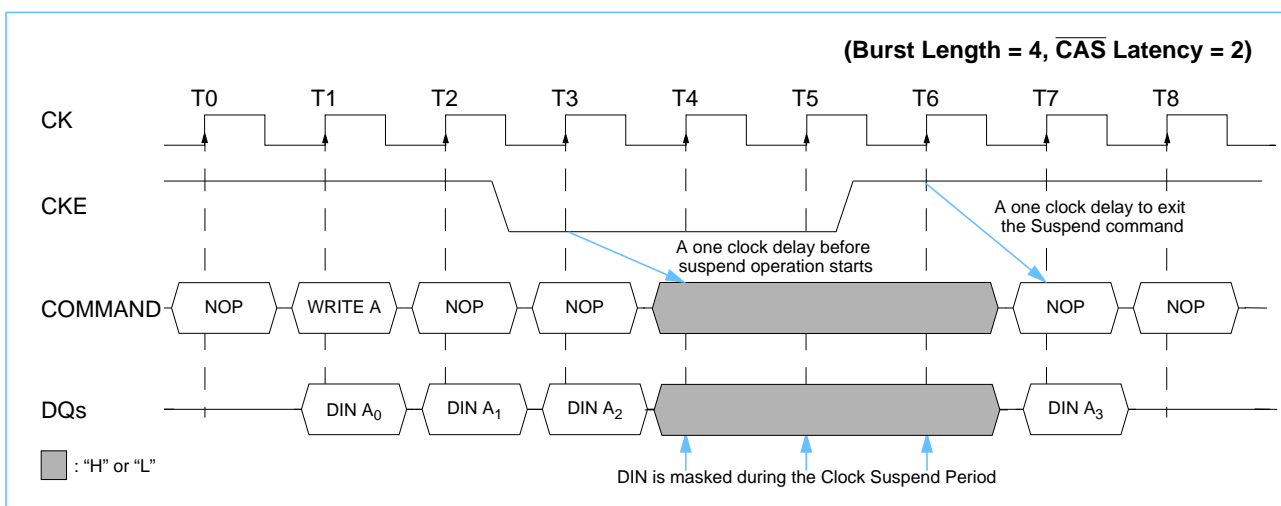 (Burst Length = 4, CAS Latency = 2)
T0 T1 T2 T3 T4 T5 T6 T7 T8
CK
CKE
A one clock delay to exit
the Suspend command
A one clock delay before
suspend operation starts
COMMAND NOP WRITE A NOP NOP NOP NOP
DQs DIN A0 DIN A1 DIN A2 DIN A3
: “H” or “L”
DIN is masked during the Clock Suspend Period